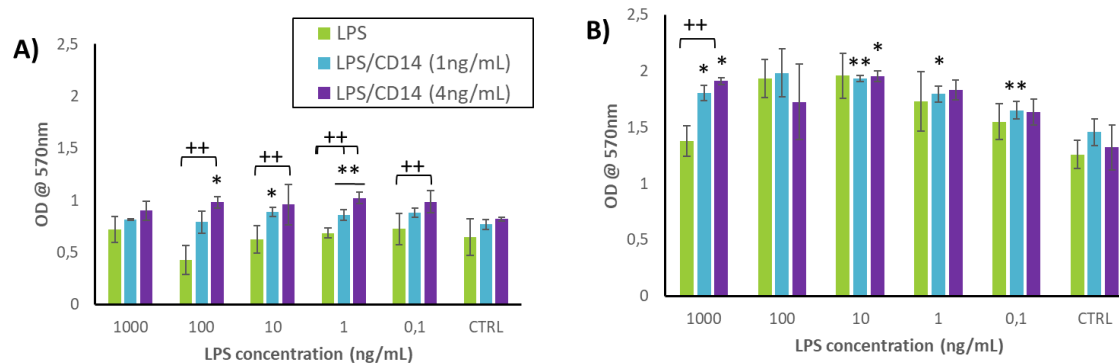 A)
OD @ 570nm
2,5
2
1,5
1
0,5
0
LPS
LPS/CD14 (1ng/mL)
LPS/CD14 (4ng/mL)
++
++
++
++
*
*
**
1000 100 10 1 0,1 CTRL
LPS concentration (ng/mL)
B)
OD @ 570nm
2,5
2
1,5
1
0,5
0
++
* * ** * * **
1000 100 10 1 0,1 CTRL
LPS concentration (ng/mL)